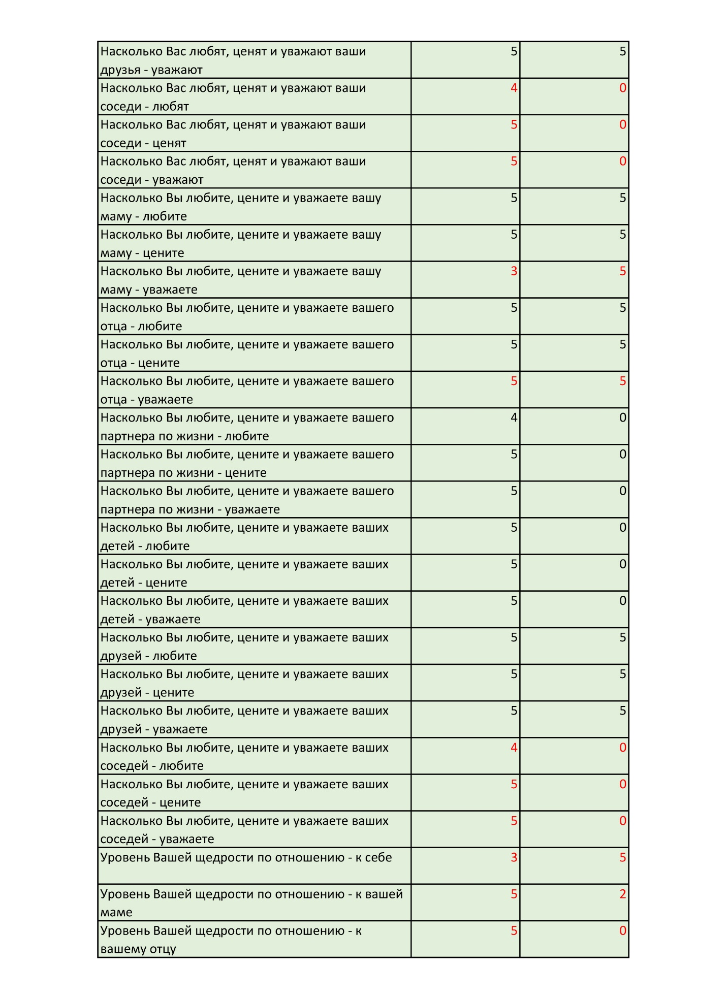 Насколько Вас любят, ценят и уважают ваши 5 5
друзья - уважают
Насколько Вас любят, ценят и уважают ваши 4 0
соседи - любят
Насколько Вас любят, ценят и уважают ваши 5 0
соседи - ценят
Насколько Вас любят, ценят и уважают ваши 5 0
соседи - уважают
Насколько Вы любите, цените и уважаете вашу 5 5
маму - любите
Насколько Вы любите, цените и уважаете вашу 5 5
маму - цените
Насколько Вы любите, цените и уважаете вашу 3 5
маму - уважаете
Насколько Вы любите, цените и уважаете вашего 5 5
отца - любите
Насколько Вы любите, цените и уважаете вашего 5 5
отца - цените
Насколько Вы любите, цените и уважаете вашего 5 5
отца - уважаете
Насколько Вы любите, цените и уважаете вашего 4 0
партнера по жизни - любите
Насколько Вы любите, цените и уважаете вашего 5 0
партнера по жизни - цените
Насколько Вы любите, цените и уважаете вашего 5 0
партнера по жизни - уважаете
Насколько Вы любите, цените и уважаете ваших 5 0
детей - любите
Насколько Вы любите, цените и уважаете ваших 5 0
детей - цените
Насколько Вы любите, цените и уважаете ваших 5 0
детей - уважаете
Насколько Вы любите, цените и уважаете ваших 5 5
друзей - любите
Насколько Вы любите, цените и уважаете ваших 5 5
друзей - цените
Насколько Вы любите, цените и уважаете ваших 5 5
друзей - уважаете
Насколько Вы любите, цените и уважаете ваших 4 0
соседей - любите
Насколько Вы любите, цените и уважаете ваших 5 0
соседей - цените
Насколько Вы любите, цените и уважаете ваших 5 0
соседей - уважаете
Уровень Вашей щедрости по отношению - к себе 3 5
Уровень Вашей щедрости по отношению - к вашей 5 2
маме
Уровень Вашей щедрости по отношению - к 5 0
вашему отцу